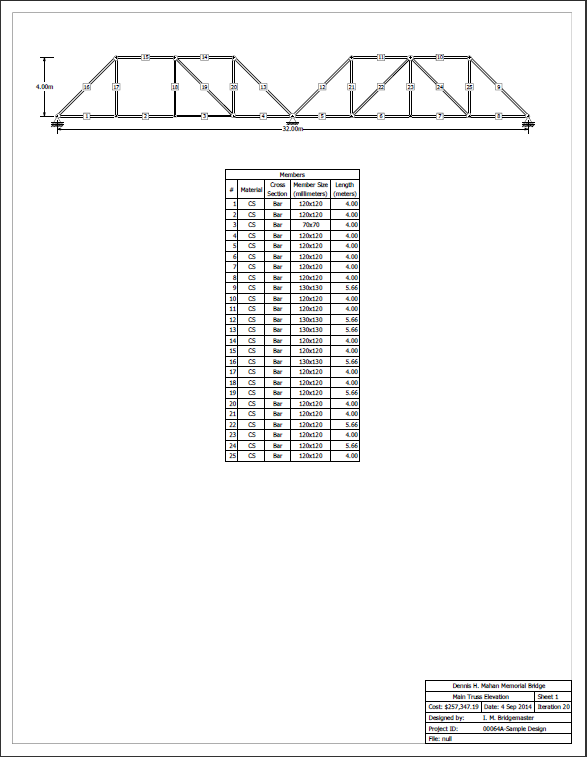 15 14 11 10
4.00m 16 17 18 19 20 13 12 21 22 23 24 25 9
1 2 3 4 5 6 7 8
32.00m
Members
# Material Cross Section Member Size (millimeters) Length (meters)
1 CS Bar 120x120 4.00
2 CS Bar 120x120 4.00
3 CS Bar 70x70 4.00
4 CS Bar 120x120 4.00
5 CS Bar 120x120 4.00
6 CS Bar 120x120 4.00
7 CS Bar 120x120 4.00
8 CS Bar 120x120 4.00
9 CS Bar 130x130 5.66
10 CS Bar 120x120 4.00
11 CS Bar 120x120 4.00
12 CS Bar 130x130 5.66
13 CS Bar 130x130 5.66
14 CS Bar 120x120 4.00
15 CS Bar 120x120 4.00
16 CS Bar 130x130 5.66
17 CS Bar 120x120 4.00
18 CS Bar 120x120 4.00
19 CS Bar 120x120 5.66
20 CS Bar 120x120 4.00
21 CS Bar 120x120 4.00
22 CS Bar 120x120 5.66
23 CS Bar 120x120 4.00
24 CS Bar 120x120 5.66
25 CS Bar 120x120 4.00
Dennis H. Mahan Memorial Bridge
Main Truss Elevation Sheet 1
Cost: $257,347.19 Date: 4 Sep 2014 Iteration 20
Designed by: I. M. Bridgemaster
Project ID: 00064A-Sample Design
File: null